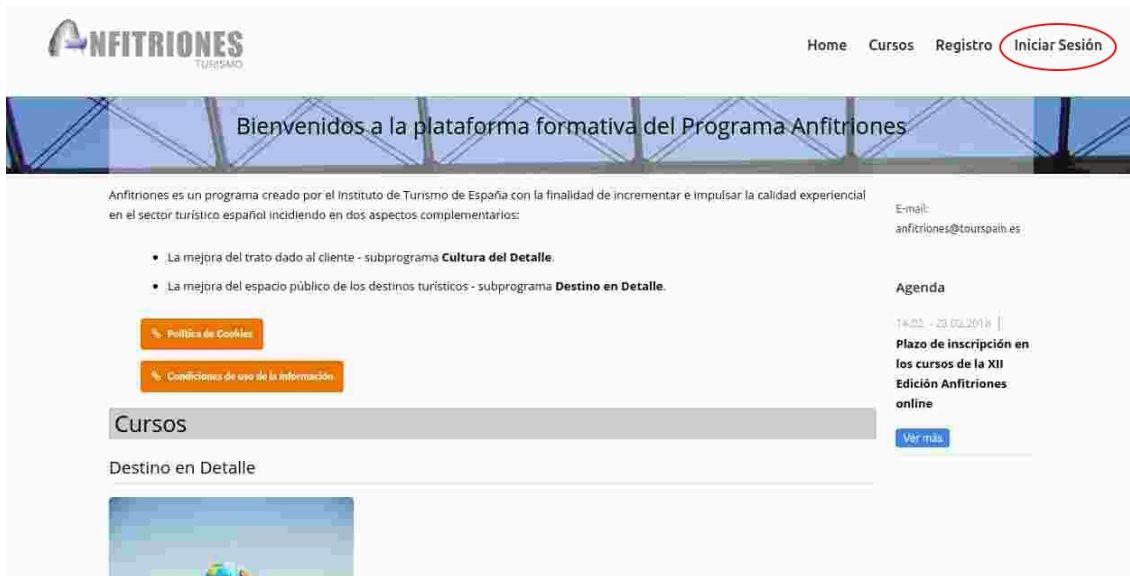 ANFITRIONES
TURISMO
Home Cursos Registro Iniciar Sesión
Bienvenidos a la plataforma formativa del Programa Anfitriones
Anfitriones es un programa creado por el Instituto de Turismo de España con la finalidad de incrementar e impulsar la calidad experiencial
en el sector turístico español incidiendo en dos aspectos complementarios:
• La mejora del trato dado al cliente - subprograma Cultura del Detalle.
• La mejora del espacio público de los destinos turísticos - subprograma Destino en Detalle.
Política de Cookies
Condiciones de uso de la información
Cursos
Destino en Detalle
E-mail:
anfitriones@tourspain.es
Agenda
14.02. - 23.02.2018 |
Plazo de inscripción en
los cursos de la XII
Edición Anfitriones
online
Ver más